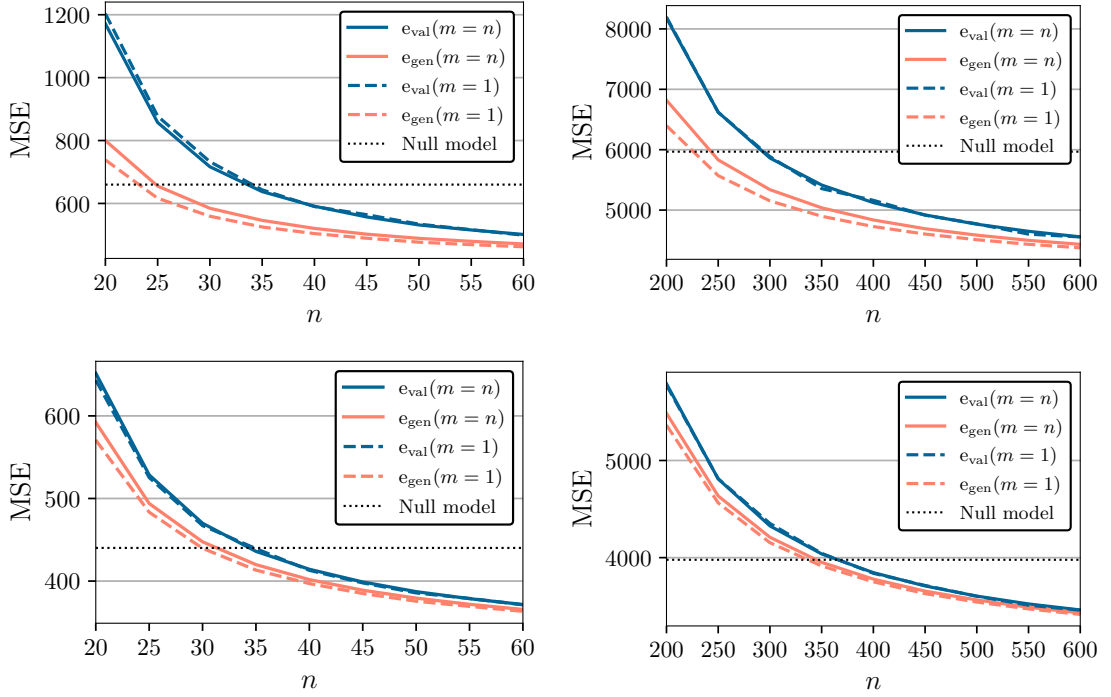 1200
1000
800
600
MSE
e_val(m = n)
e_gen(m = n)
e_val(m = 1)
e_gen(m = 1)
Null model
20 25 30 35 40 45 50 55 60
n
8000
7000
6000
5000
MSE
e_val(m = n)
e_gen(m = n)
e_val(m = 1)
e_gen(m = 1)
Null model
200 250 300 350 400 450 500 550 600
n
600
500
400
MSE
e_val(m = n)
e_gen(m = n)
e_val(m = 1)
e_gen(m = 1)
Null model
20 25 30 35 40 45 50 55 60
n
5000
4000
MSE
e_val(m = n)
e_gen(m = n)
e_val(m = 1)
e_gen(m = 1)
Null model
200 250 300 350 400 450 500 550 600
n